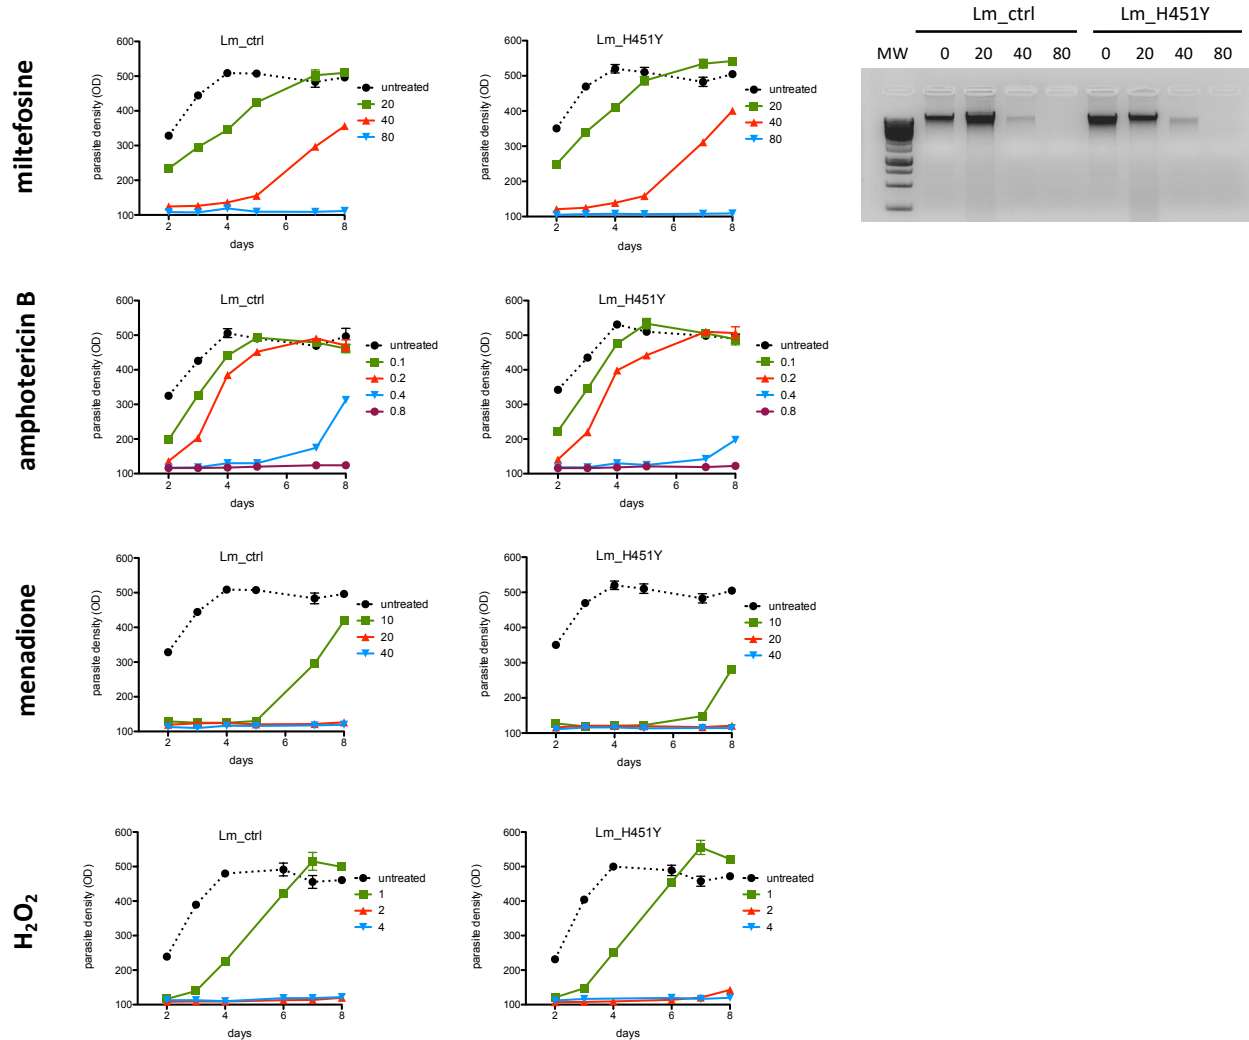 miltefosine
Lm_ctrl
600
500
400
300
200
100
parasite density (OD)
2 4 6 8
days
untreated
20
40
80
Lm_H451Y
600
500
400
300
200
100
parasite density (OD)
2 4 6 8
days
untreated
20
40
80
Lm_ctrl Lm_H451Y
MW 0 20 40 80 0 20 40 80
amphotericin B
Lm_ctrl
600
500
400
300
200
100
parasite density (OD)
2 4 6 8
days
untreated
0.1
0.2
0.4
0.8
Lm_H451Y
600
500
400
300
200
100
parasite density (OD)
2 4 6 8
days
untreated
0.1
0.2
0.4
0.8
menadione
Lm_ctrl
600
500
400
300
200
100
parasite density (OD)
2 4 6 8
days
untreated
10
20
40
Lm_H451Y
600
500
400
300
200
100
parasite density (OD)
2 4 6 8
days
untreated
10
20
40
H₂O₂
Lm_ctrl
600
500
400
300
200
100
parasite density (OD)
2 4 6 8
days
untreated
1
2
4
Lm_H451Y
600
500
400
300
200
100
parasite density (OD)
2 4 6 8
days
untreated
1
2
4